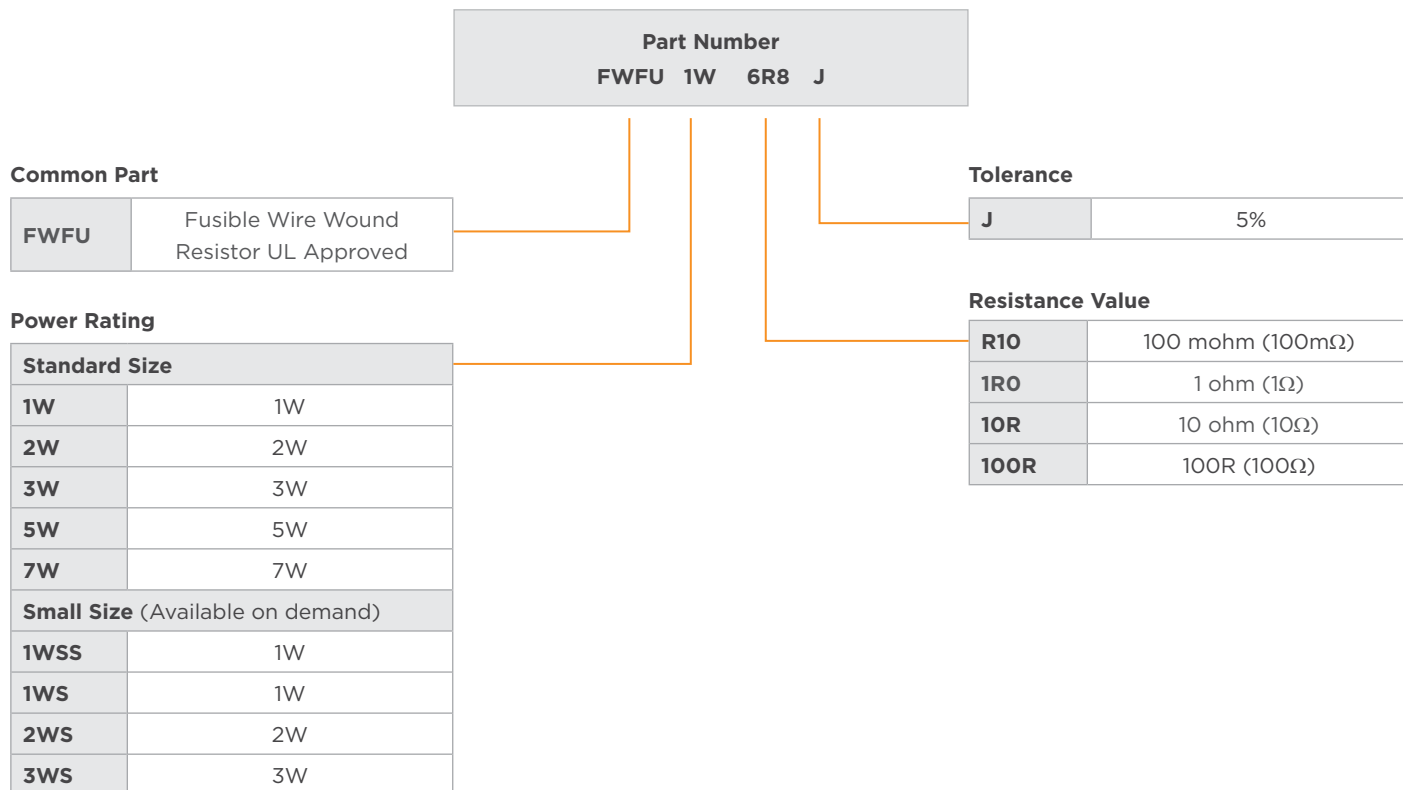 Part Number
FWFU 1W 6R8 J
Common Part
FWFU
Fusible Wire Wound
Resistor UL Approved
Power Rating
Standard Size
1W 1W
2W 2W
3W 3W
5W 5W
7W 7W
Small Size (Available on demand)
1WSS 1W
1WS 1W
2WS 2W
3WS 3W
Tolerance
J 5%
Resistance Value
R10 100 mohm (100mΩ)
1R0 1 ohm (1Ω)
10R 10 ohm (10Ω)
100R 100R (100Ω)